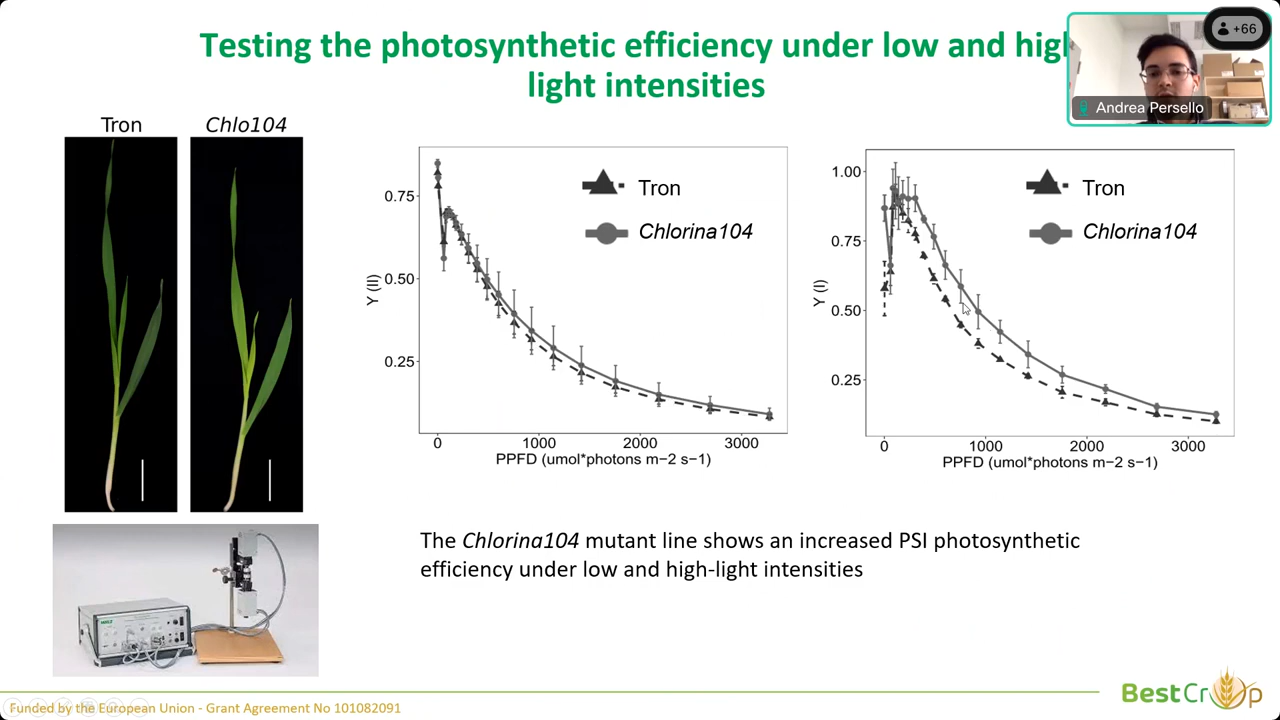 Testing the photosynthetic efficiency under low and high
light intensities
+66
Andrea Persello
Tron
Chlo104
0.75
0.50
0.25
Y (II)
Tron
Chlorina104
0
1000
2000
3000
PPFD (umol*photons m−2 s−1)
1.00
0.75
0.50
0.25
Y (I)
Tron
Chlorina104
0
1000
2000
3000
PPFD (umol*photons m−2 s−1)
The Chlorina104 mutant line shows an increased PSI photosynthetic
efficiency under low and high-light intensities
Funded by the European Union - Grant Agreement No 101082091
BestCrop